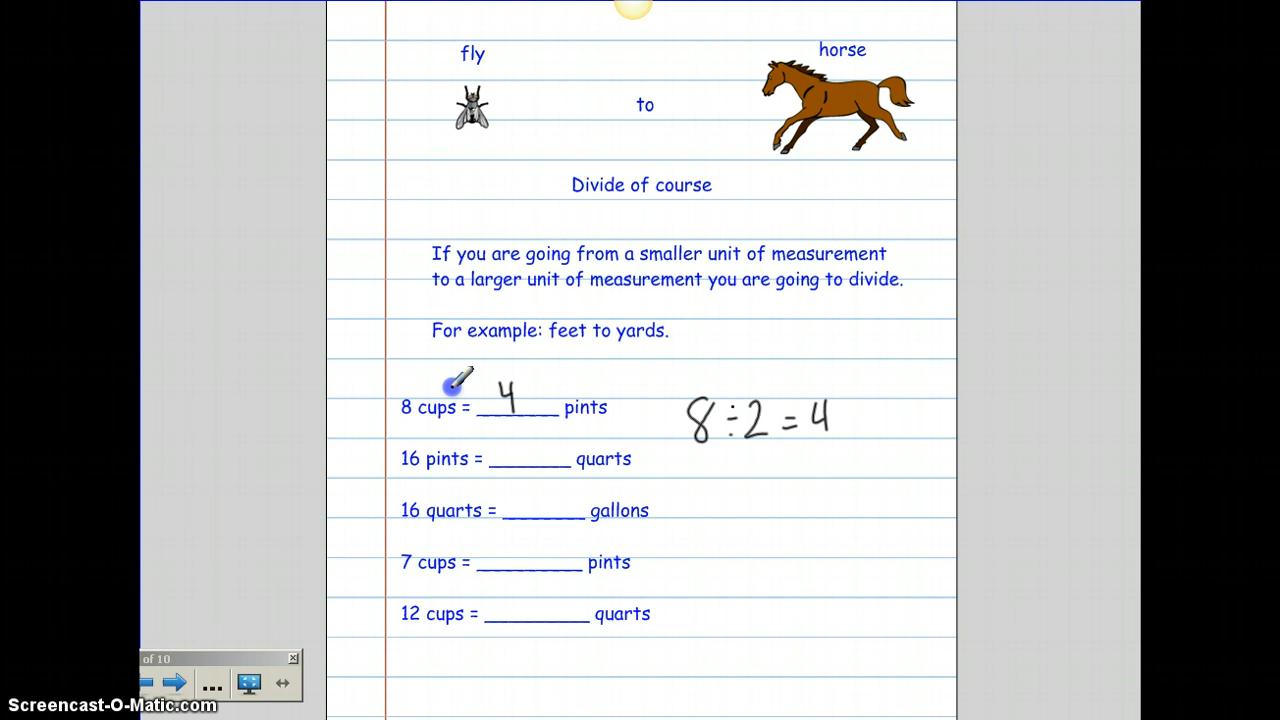 fly
horse
to
Divide of course
If you are going from a smaller unit of measurement
to a larger unit of measurement you are going to divide.
For example: feet to yards.
8 cups = ___4____ pints
8 ÷ 2 = 4
16 pints = ________ quarts
16 quarts = ________ gallons
7 cups = __________ pints
12 cups = __________ quarts
of 10
...
Screencast-O-Matic.com